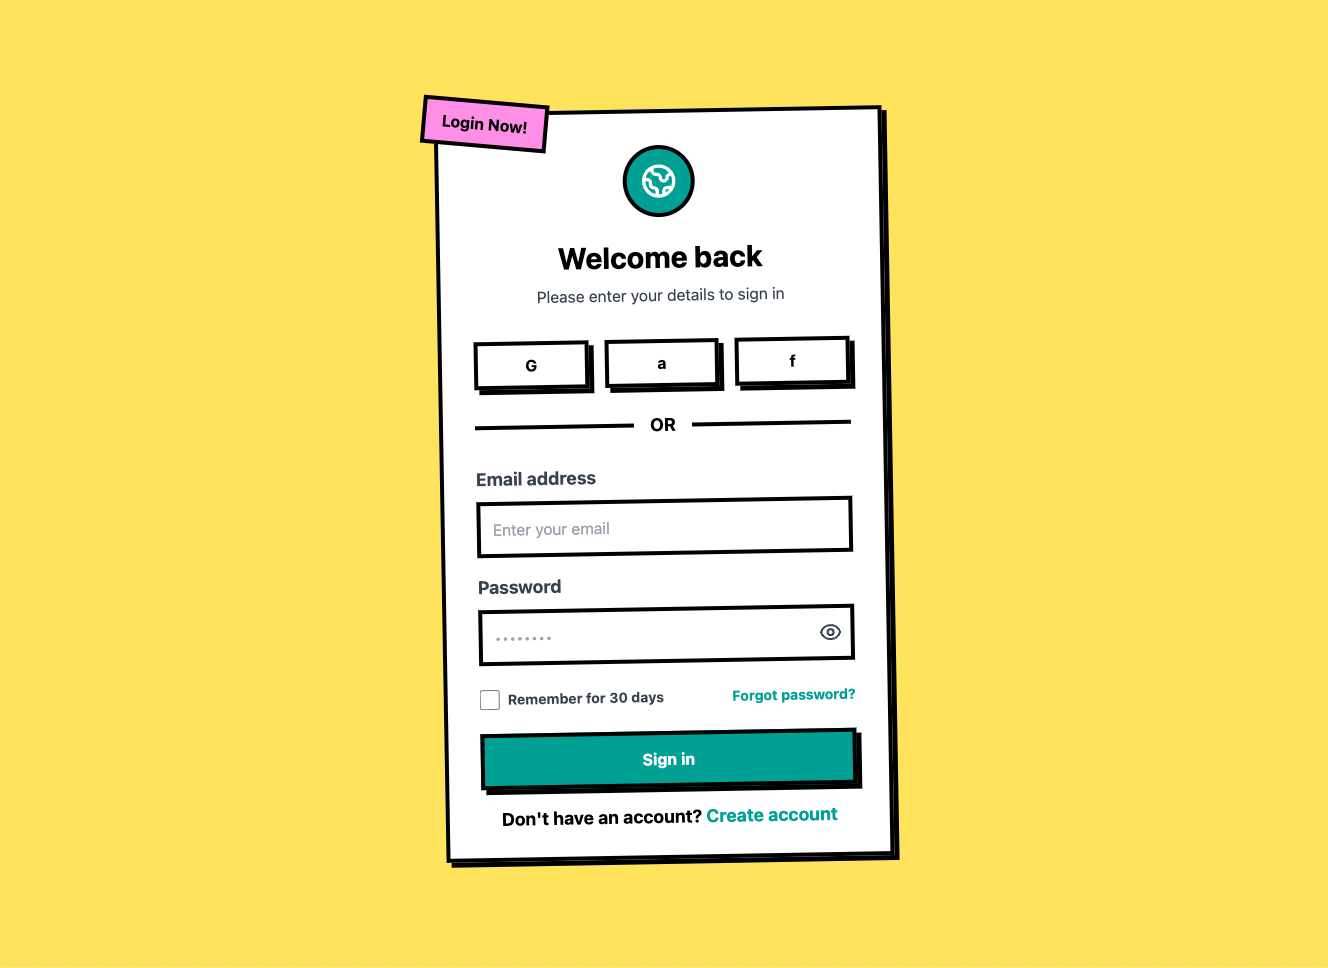 Login Now!
Welcome back
Please enter your details to sign in
G a f
OR
Email address
Enter your email
Password
••••••••
Remember for 30 days Forgot password?
Sign in
Don't have an account? Create account